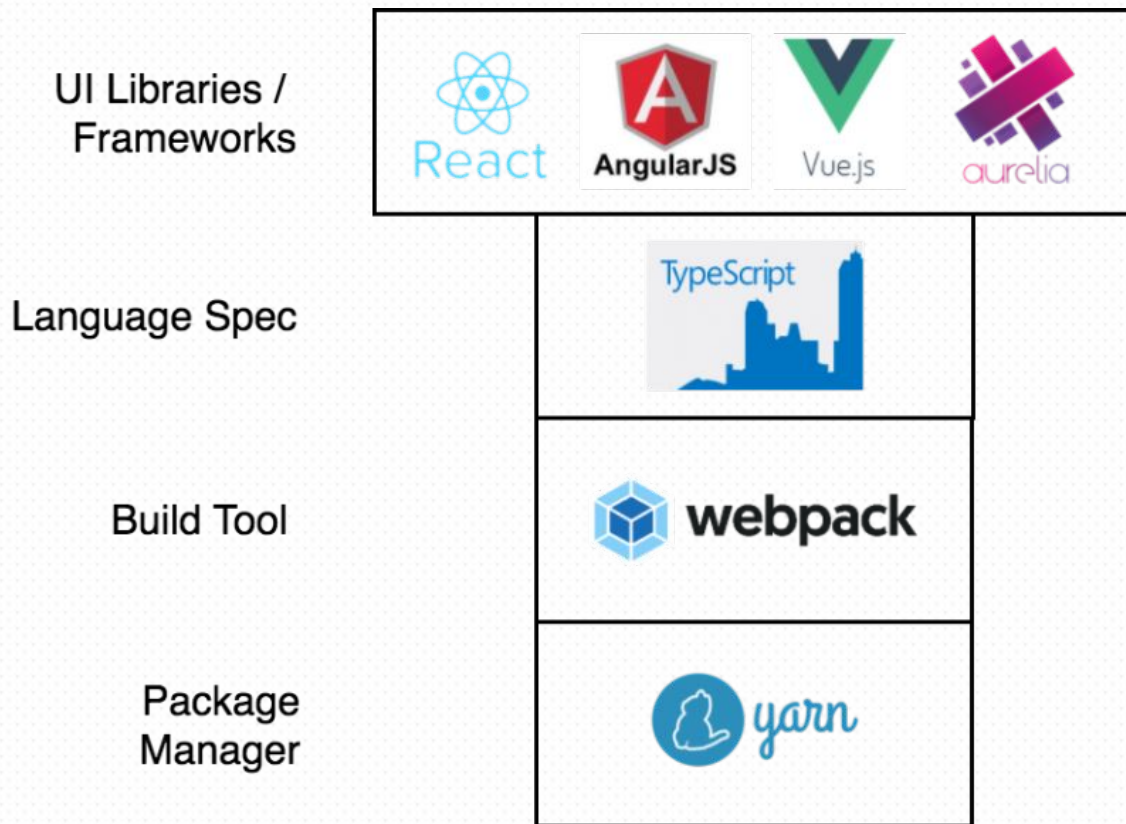 UI Libraries /
Frameworks
React
AngularJS
Vue.js
aurelia
Language Spec
TypeScript
Build Tool
webpack
Package
Manager
yarn